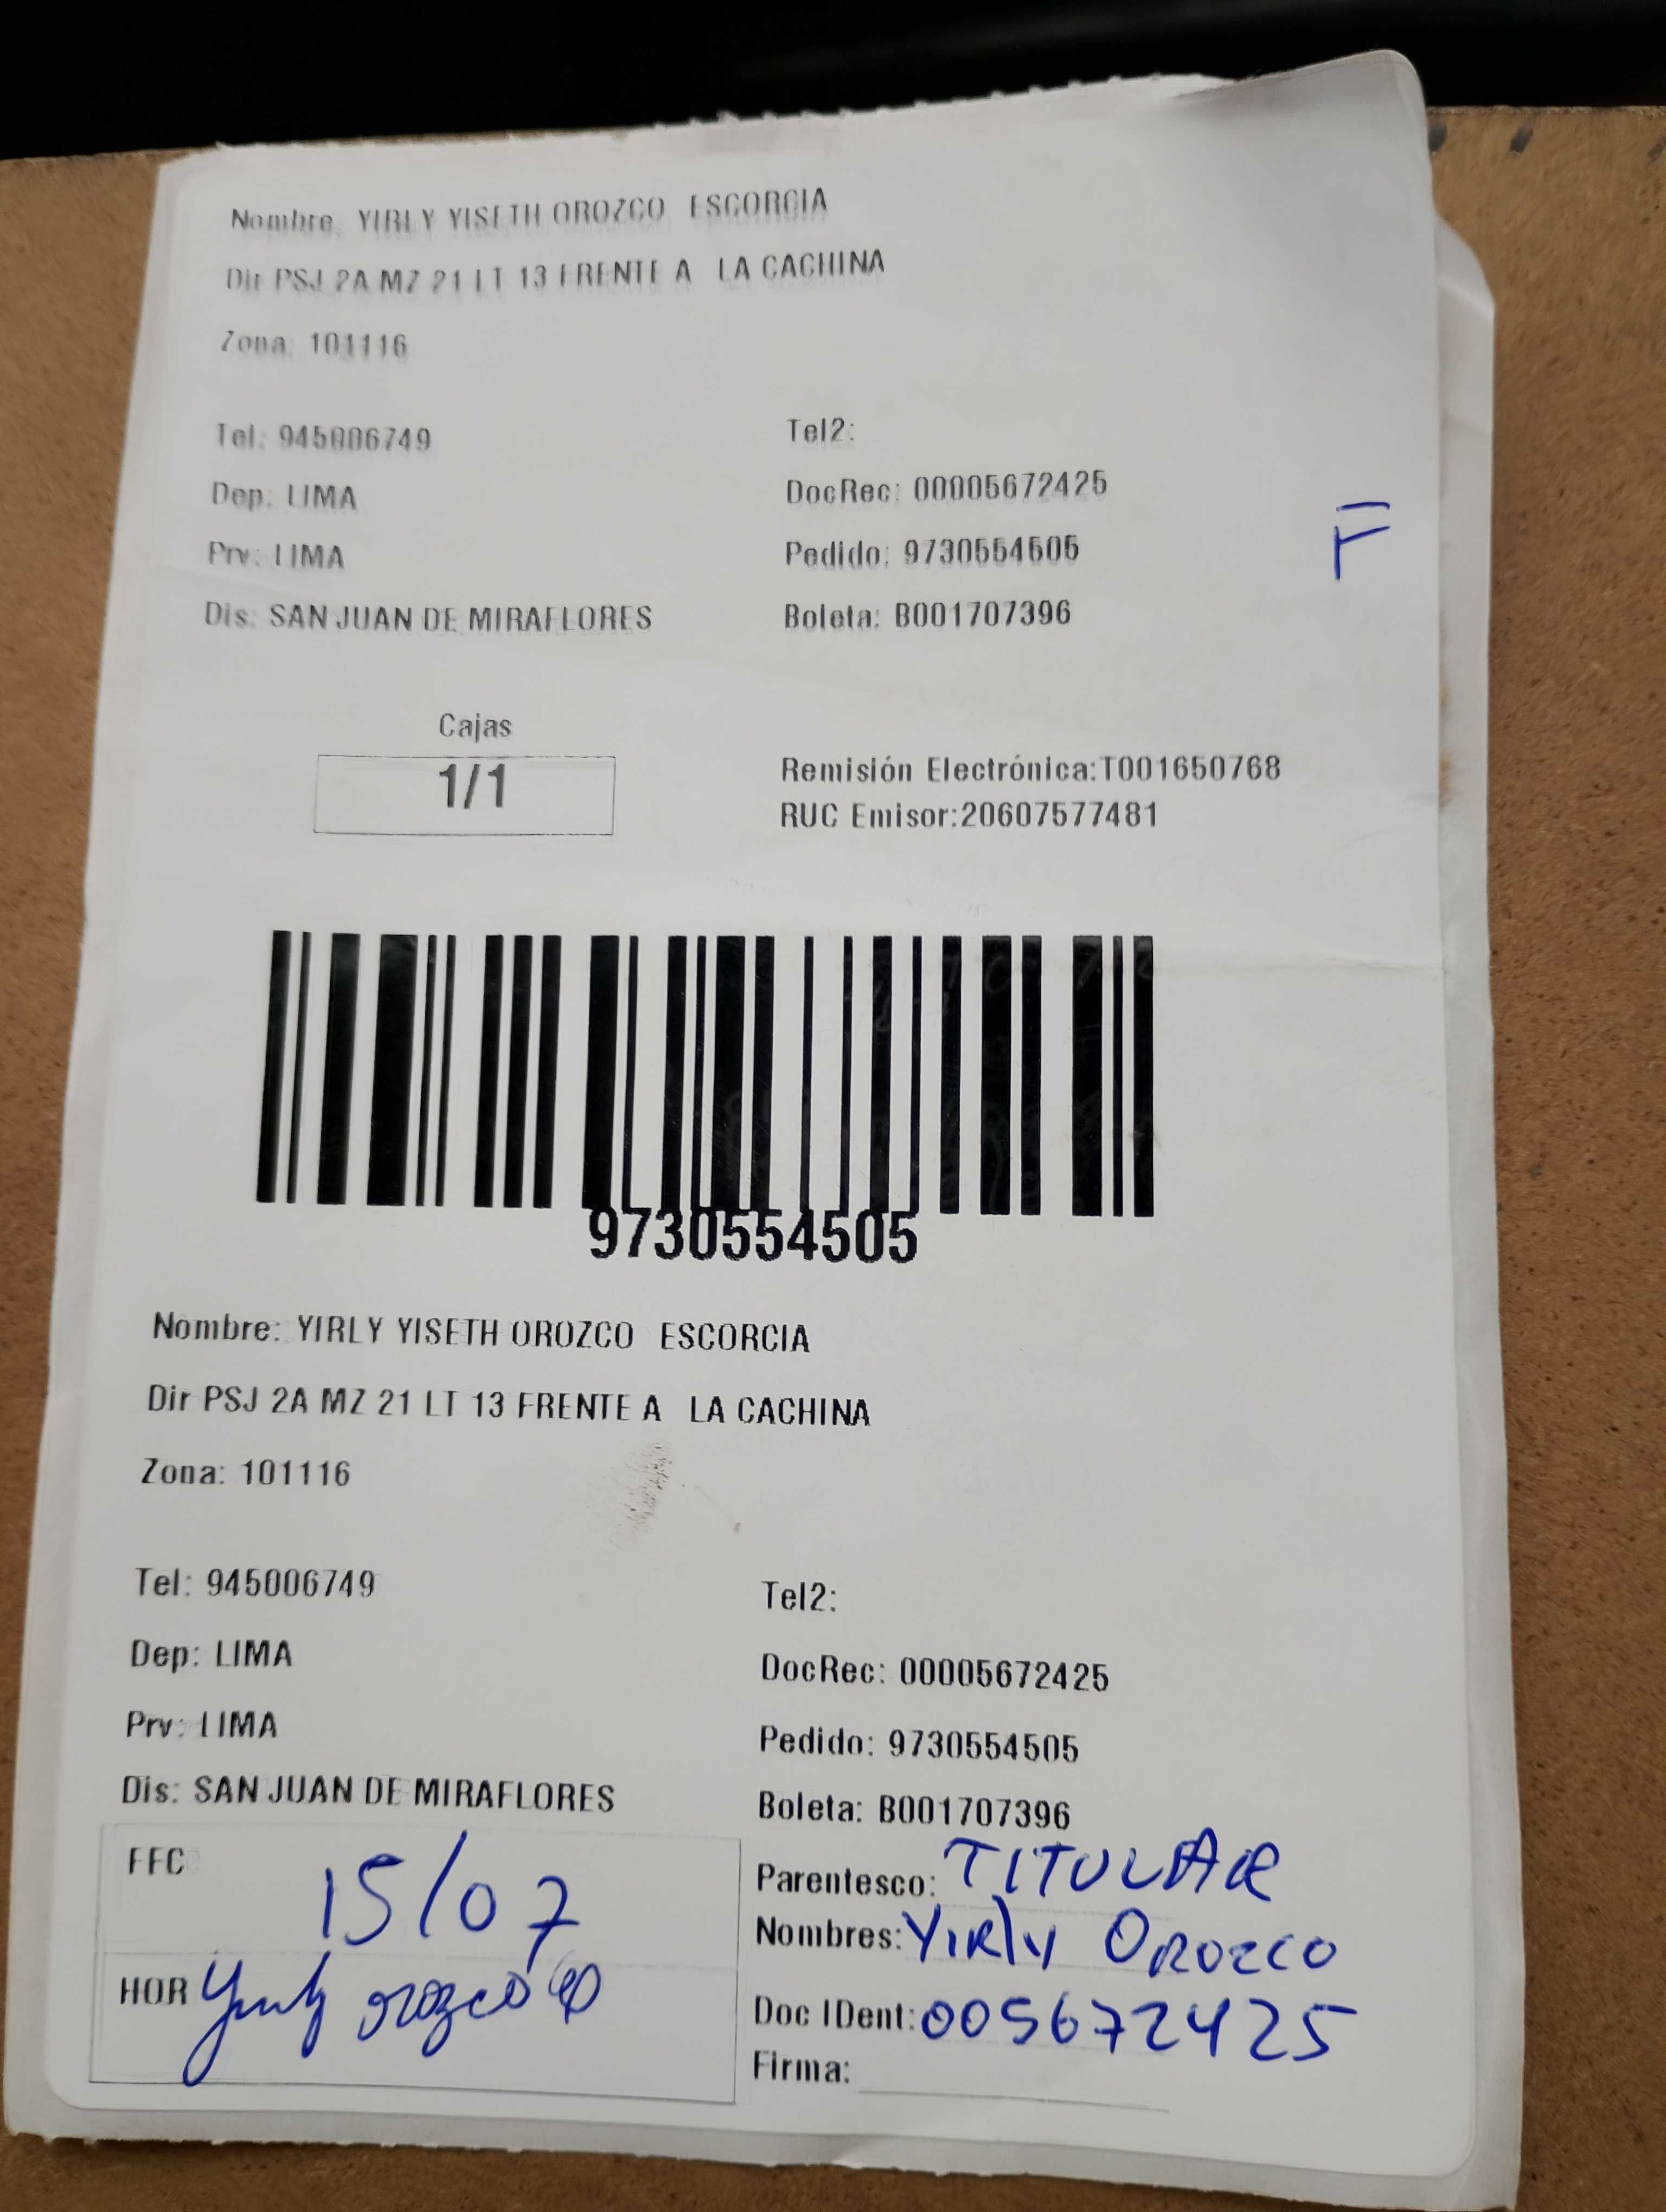 Nombre: YIRLY YISETH OROZCO ESCORCIA
Dir PSJ 2A MZ 21 LT 13 FRENTE A LA CACHINA
Zona: 101116
Tel: 945006749
Tel2:
Dep: LIMA
DocRec: 00005672425
Prv: LIMA
Pedido: 9730554505
Dis: SAN JUAN DE MIRAFLORES
Boleta: B001707396
F
Cajas
1/1
Remisión Electrónica:T001650768
RUC Emisor:20607577481
9730554505
Nombre: YIRLY YISETH OROZCO ESCORCIA
Dir PSJ 2A MZ 21 LT 13 FRENTE A LA CACHINA
Zona: 101116
Tel: 945006749
Tel2:
Dep: LIMA
DocRec: 00005672425
Prv: LIMA
Pedido: 9730554505
Dis: SAN JUAN DE MIRAFLORES
Boleta: B001707396
FFC 15/07
Parentesco: TITULAR
Nombres: YIRly OROZCO
HOR Yirly orozco
Doc IDent: 005672425
Firma: